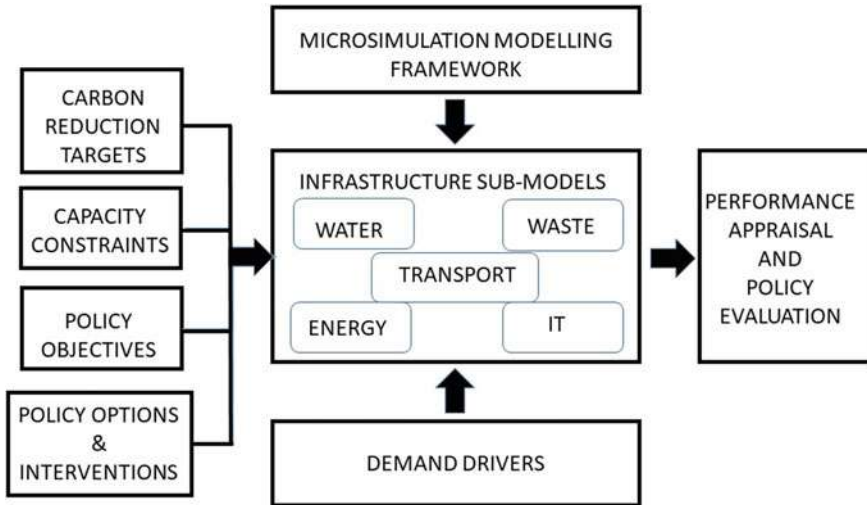 MICROSIMULATION MODELLING
FRAMEWORK
CARBON
REDUCTION
TARGETS
CAPACITY
CONSTRAINTS
POLICY
OBJECTIVES
POLICY OPTIONS
&
INTERVENTIONS
INFRASTRUCTURE SUB-MODELS
WATER
WASTE
TRANSPORT
ENERGY
IT
PERFORMANCE
APPRAISAL
AND
POLICY
EVALUATION
DEMAND DRIVERS